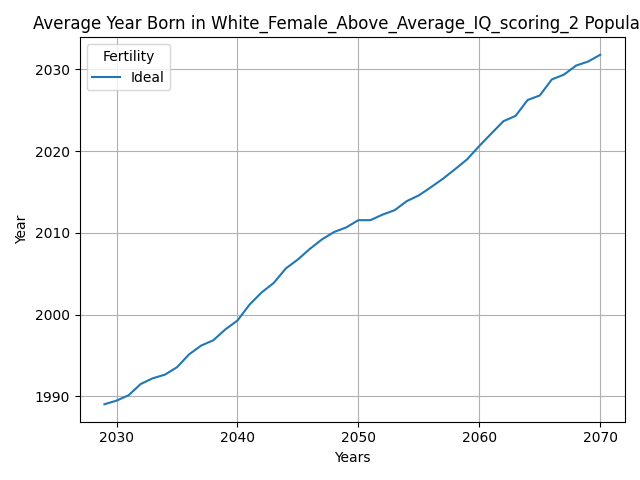 Average Year Born in White_Female_Above_Average_IQ_scoring_2 Popula
Fertility
Ideal
2030
2020
2010
2000
1990
Year
2030 2040 2050 2060 2070
Years